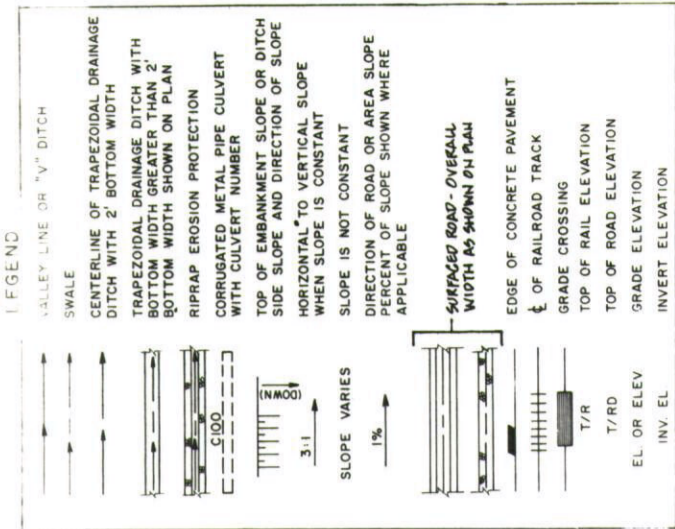 LEGEND
VALLEY LINE OR "V" DITCH
SWALE
CENTERLINE OF TRAPEZOIDAL DRAINAGE
DITCH WITH 2' BOTTOM WIDTH
TRAPEZOIDAL DRAINAGE DITCH WITH
BOTTOM WIDTH GREATER THAN 2'
BOTTOM WIDTH SHOWN ON PLAN
RIPRAP EROSION PROTECTION
C100
CORRUGATED METAL PIPE CULVERT
WITH CULVERT NUMBER
(DOWN)
TOP OF EMBANKMENT SLOPE OR DITCH
SIDE SLOPE AND DIRECTION OF SLOPE
3:1
HORIZONTAL TO VERTICAL SLOPE
WHEN SLOPE IS CONSTANT
SLOPE VARIES
SLOPE IS NOT CONSTANT
1%
DIRECTION OF ROAD OR AREA SLOPE
PERCENT OF SLOPE SHOWN WHERE
APPLICABLE
SURFACED ROAD - OVERALL
WIDTH AS SHOWN ON PLAN
EDGE OF CONCRETE PAVEMENT
℄ OF RAILROAD TRACK
GRADE CROSSING
T/R TOP OF RAIL ELEVATION
T/RD TOP OF ROAD ELEVATION
EL. OR ELEV GRADE ELEVATION
INV. EL INVERT ELEVATION